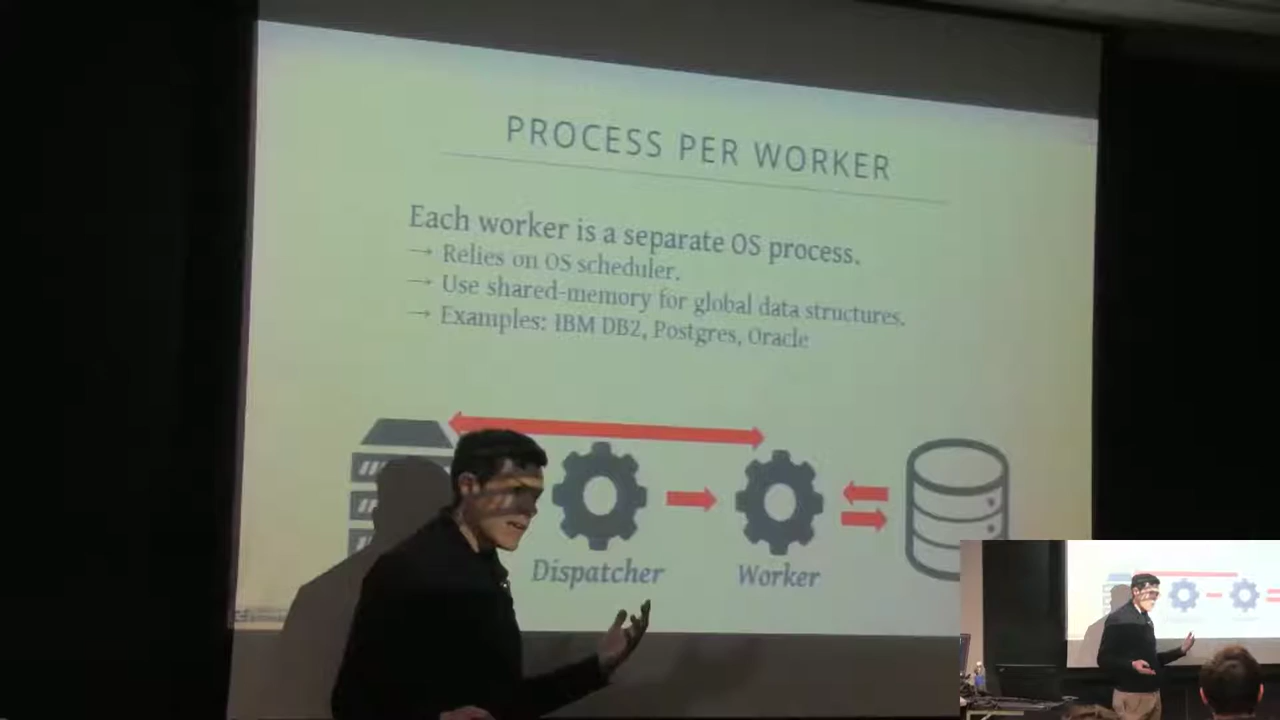 PROCESS PER WORKER
Each worker is a separate OS process.
→ Relies on OS scheduler.
→ Use shared-memory for global data structures.
→ Examples: IBM DB2, Postgres, Oracle
Dispatcher
Worker